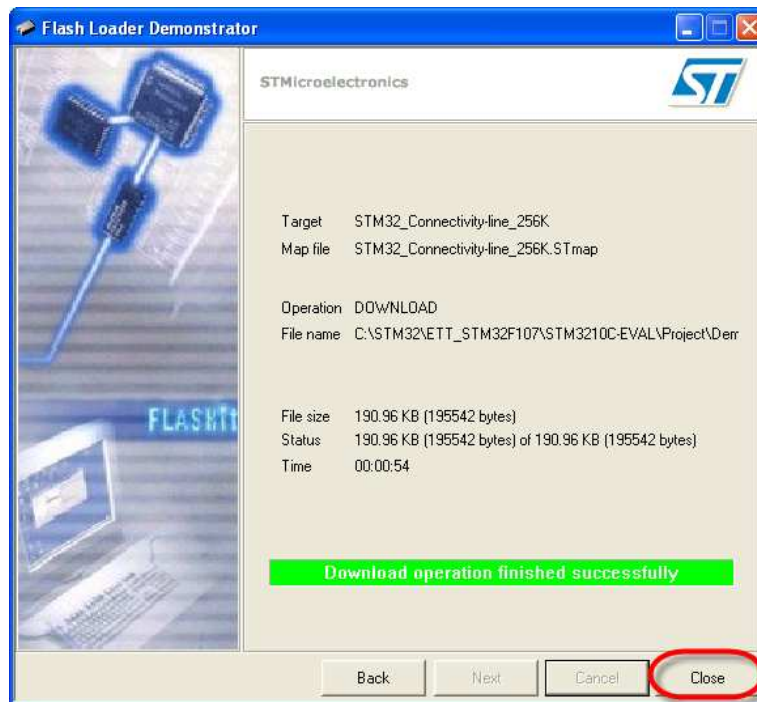 Flash Loader Demonstrator
STMicroelectronics
ST
Target STM32_Connectivity-line_256K
Map file STM32_Connectivity-line_256K.STmap
Operation DOWNLOAD
File name C:\STM32\ETT_STM32F107\STM3210C-EVAL\Project\Dem
File size 190.96 KB (195542 bytes)
Status 190.96 KB (195542 bytes) of 190.96 KB (195542 bytes)
Time 00:00:54
FLASHit
Download operation finished successfully
Back Next Cancel Close